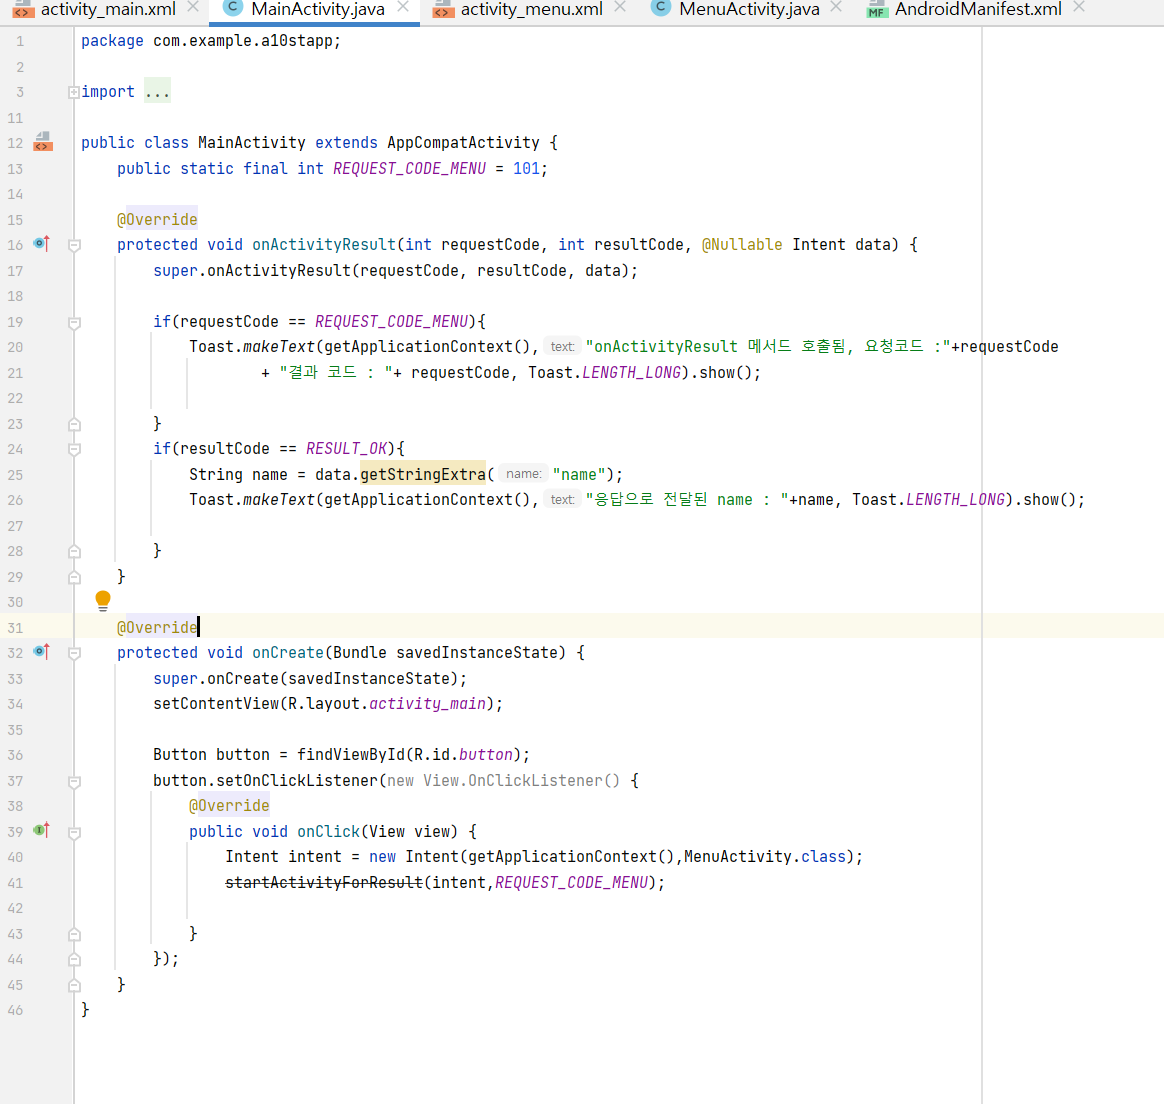 activity_main.xml MainActivity.java activity_menu.xml MenuActivity.java AndroidManifest.xml
1 package com.example.a10stapp;
2
3 import ...
11
12 public class MainActivity extends AppCompatActivity {
13 public static final int REQUEST_CODE_MENU = 101;
14
15 @Override
16 protected void onActivityResult(int requestCode, int resultCode, @Nullable Intent data) {
17 super.onActivityResult(requestCode, resultCode, data);
18
19 if(requestCode == REQUEST_CODE_MENU){
20 Toast.makeText(getApplicationContext(), text: "onActivityResult 메서드 호출됨, 요청코드 :"+requestCode
21 + "결과 코드 : "+ requestCode, Toast.LENGTH_LONG).show();
22
23 }
24 if(resultCode == RESULT_OK){
25 String name = data.getStringExtra( name: "name");
26 Toast.makeText(getApplicationContext(), text: "응답으로 전달된 name : "+name, Toast.LENGTH_LONG).show();
27
28 }
29 }
30
31 @Override
32 protected void onCreate(Bundle savedInstanceState) {
33 super.onCreate(savedInstanceState);
34 setContentView(R.layout.activity_main);
35
36 Button button = findViewById(R.id.button);
37 button.setOnClickListener(new View.OnClickListener() {
38 @Override
39 public void onClick(View view) {
40 Intent intent = new Intent(getApplicationContext(),MenuActivity.class);
41 startActivityForResult(intent,REQUEST_CODE_MENU);
42
43 }
44 });
45 }
46 }